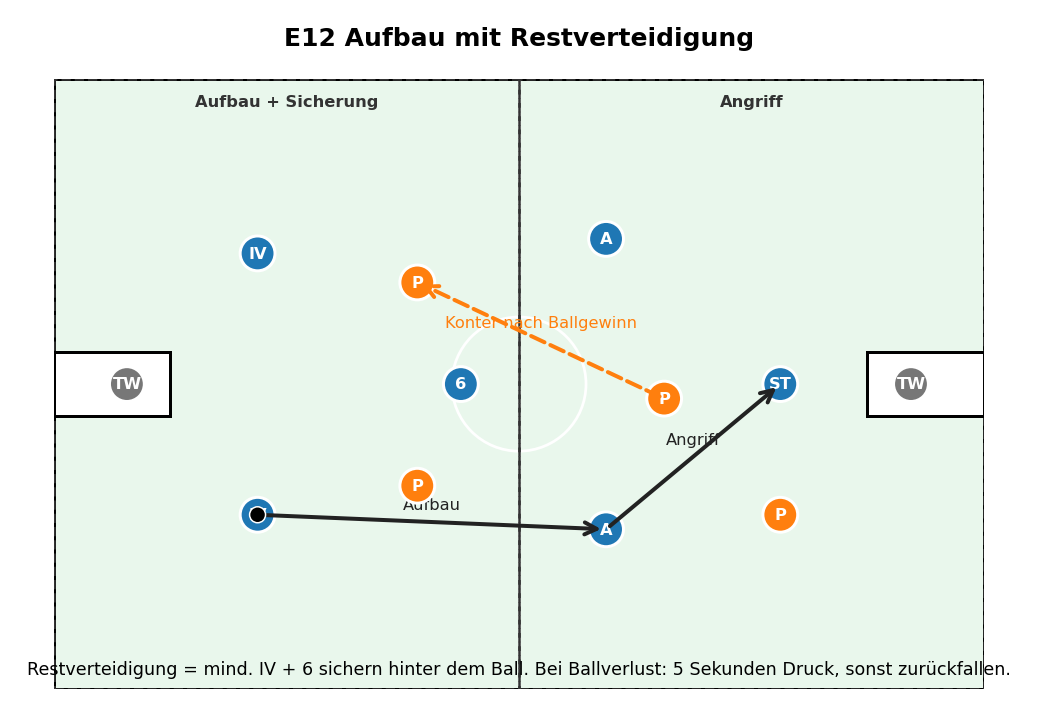 E12 Aufbau mit Restverteidigung
Aufbau + Sicherung
Angriff
A
IV
P
Konter nach Ballgewinn
TW
6
ST
TW
P
Angriff
P
Aufbau
P
A
Restverteidigung = mind. IV + 6 sichern hinter dem Ball. Bei Ballverlust: 5 Sekunden Druck, sonst zurückfallen.